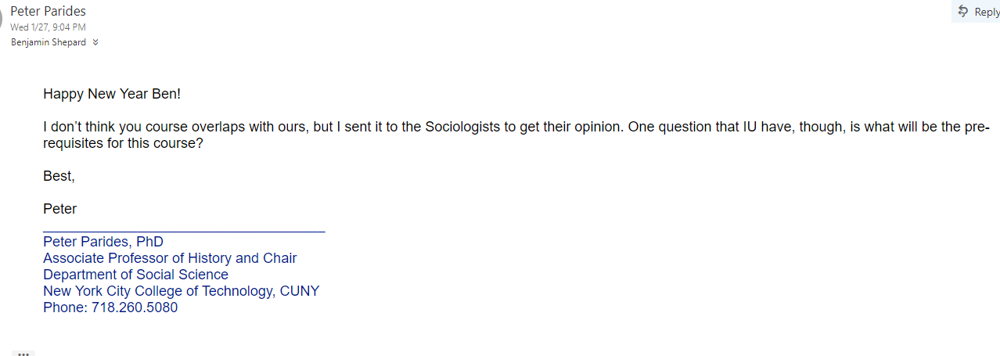 Peter Parides
Reply
Wed 1/27, 9:04 PM
Benjamin Shepard
Happy New Year Ben!
I don’t think you course overlaps with ours, but I sent it to the Sociologists to get their opinion. One question that IU have, though, is what will be the pre-
requisites for this course?
Best,
Peter
Peter Parides, PhD
Associate Professor of History and Chair
Department of Social Science
New York City College of Technology, CUNY
Phone: 718.260.5080